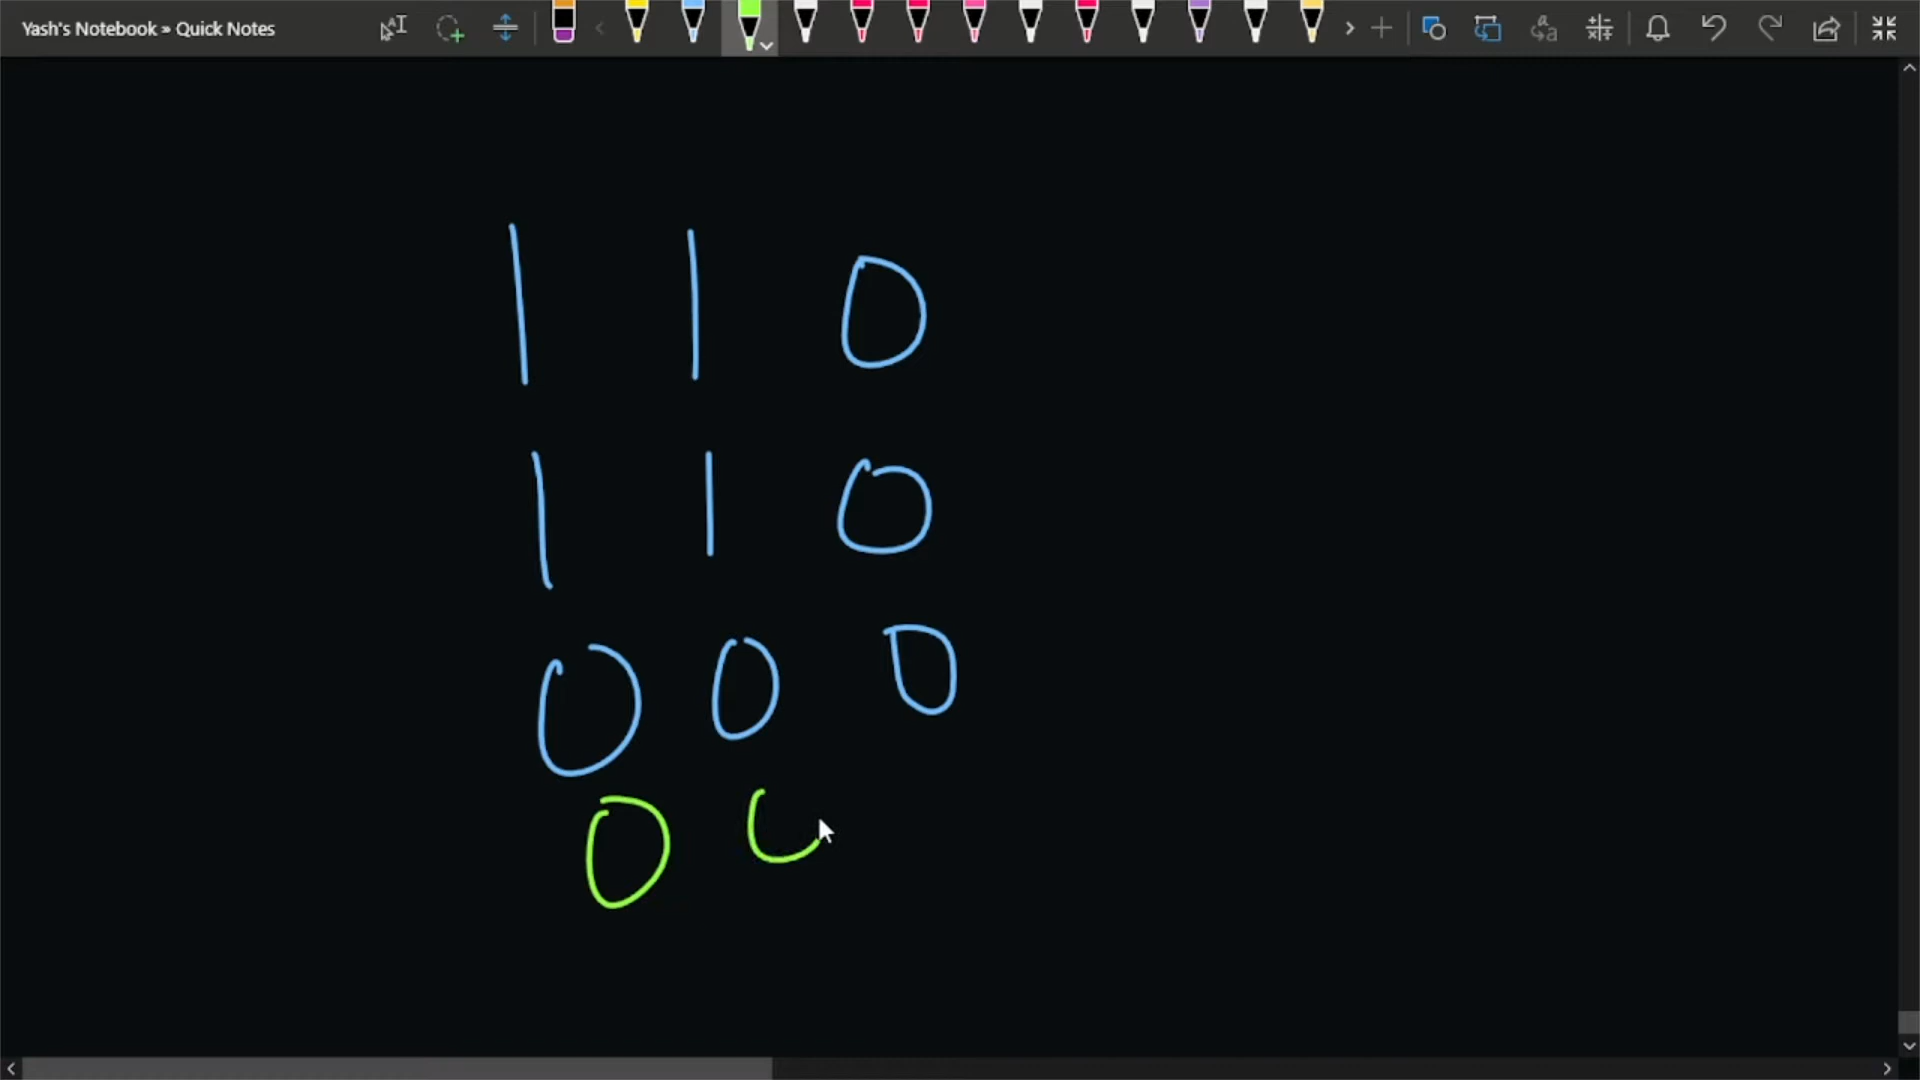 Yash's Notebook » Quick Notes
1 1 0
1 1 0
0 0 0
0